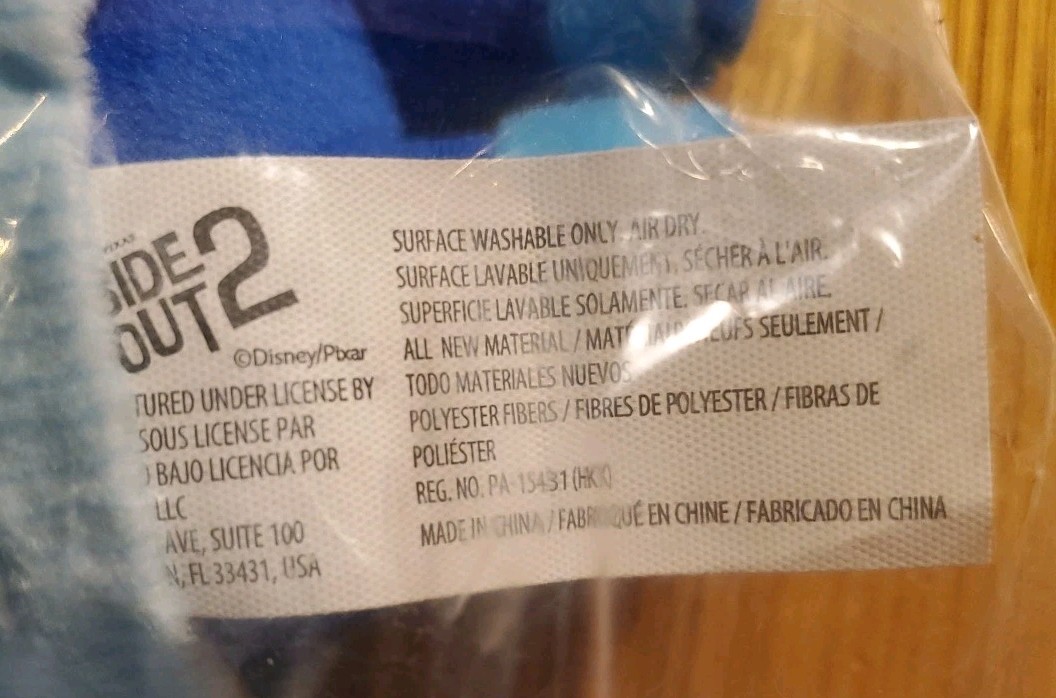 SIDE
OUT 2
©Disney/Pixar
TURED UNDER LICENSE BY
SOUS LICENSE PAR
BAJO LICENCIA POR
LLC
AVE, SUITE 100
N, FL 33431, USA
SURFACE WASHABLE ONLY. AIR DRY.
SURFACE LAVABLE UNIQUEMENT. SÉCHER À L'AIR.
SUPERFICIE LAVABLE SOLAMENTE. SECAR AL AIRE.
ALL NEW MATERIAL / SEULEMENT /
TODO MATERIALES NUEVOS
POLYESTER FIBERS / FIBRES DE POLYESTER / FIBRAS DE
POLIÉSTER
REG. NO. PA-15431 (HK)
MADE IN CHINA / FABRIQUÉ EN CHINE / FABRICADO EN CHINA